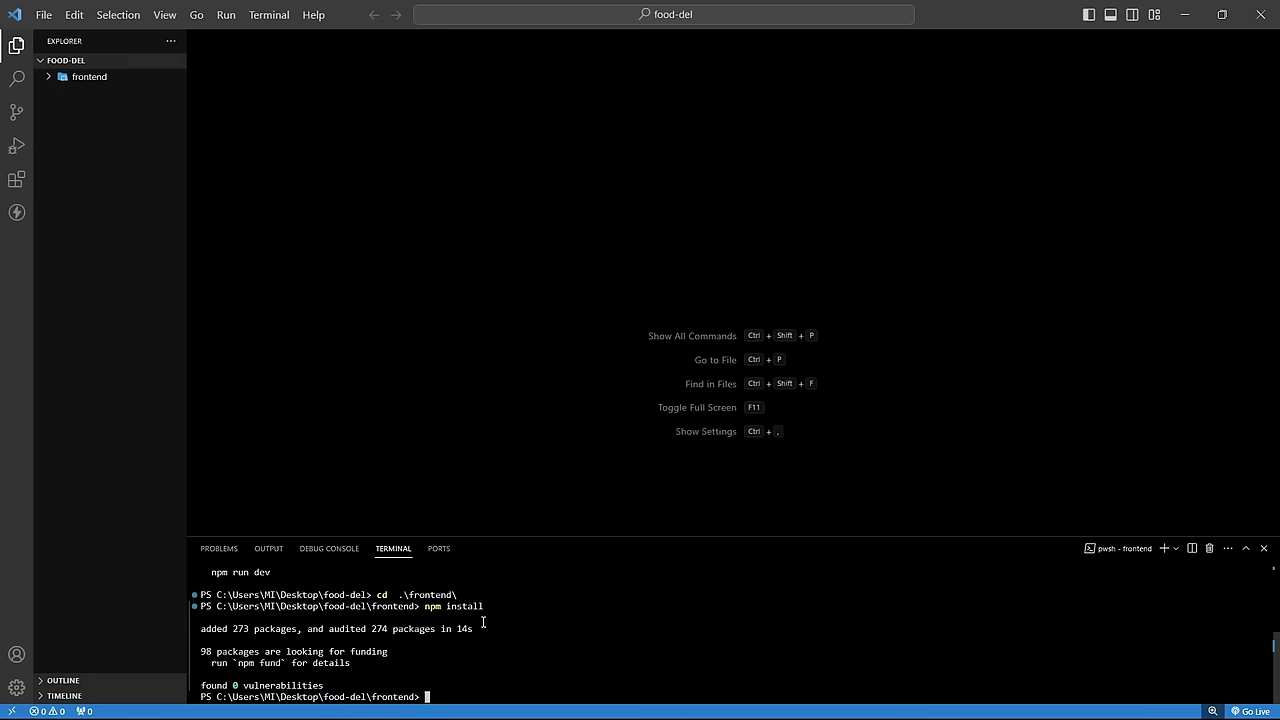 File Edit Selection View Go Run Terminal Help
food-del
EXPLORER
FOOD-DEL
frontend
Show All Commands Ctrl + Shift + P
Go to File Ctrl + P
Find in Files Ctrl + Shift + F
Toggle Full Screen F11
Show Settings Ctrl + ,
PROBLEMS OUTPUT DEBUG CONSOLE TERMINAL PORTS
pwsh - frontend
npm run dev
PS C:\Users\MI\Desktop\food-del> cd .\frontend\
PS C:\Users\MI\Desktop\food-del\frontend> npm install
added 273 packages, and audited 274 packages in 14s
98 packages are looking for funding
run `npm fund` for details
found 0 vulnerabilities
PS C:\Users\MI\Desktop\food-del\frontend>
OUTLINE
TIMELINE
0 0 0
Go Live